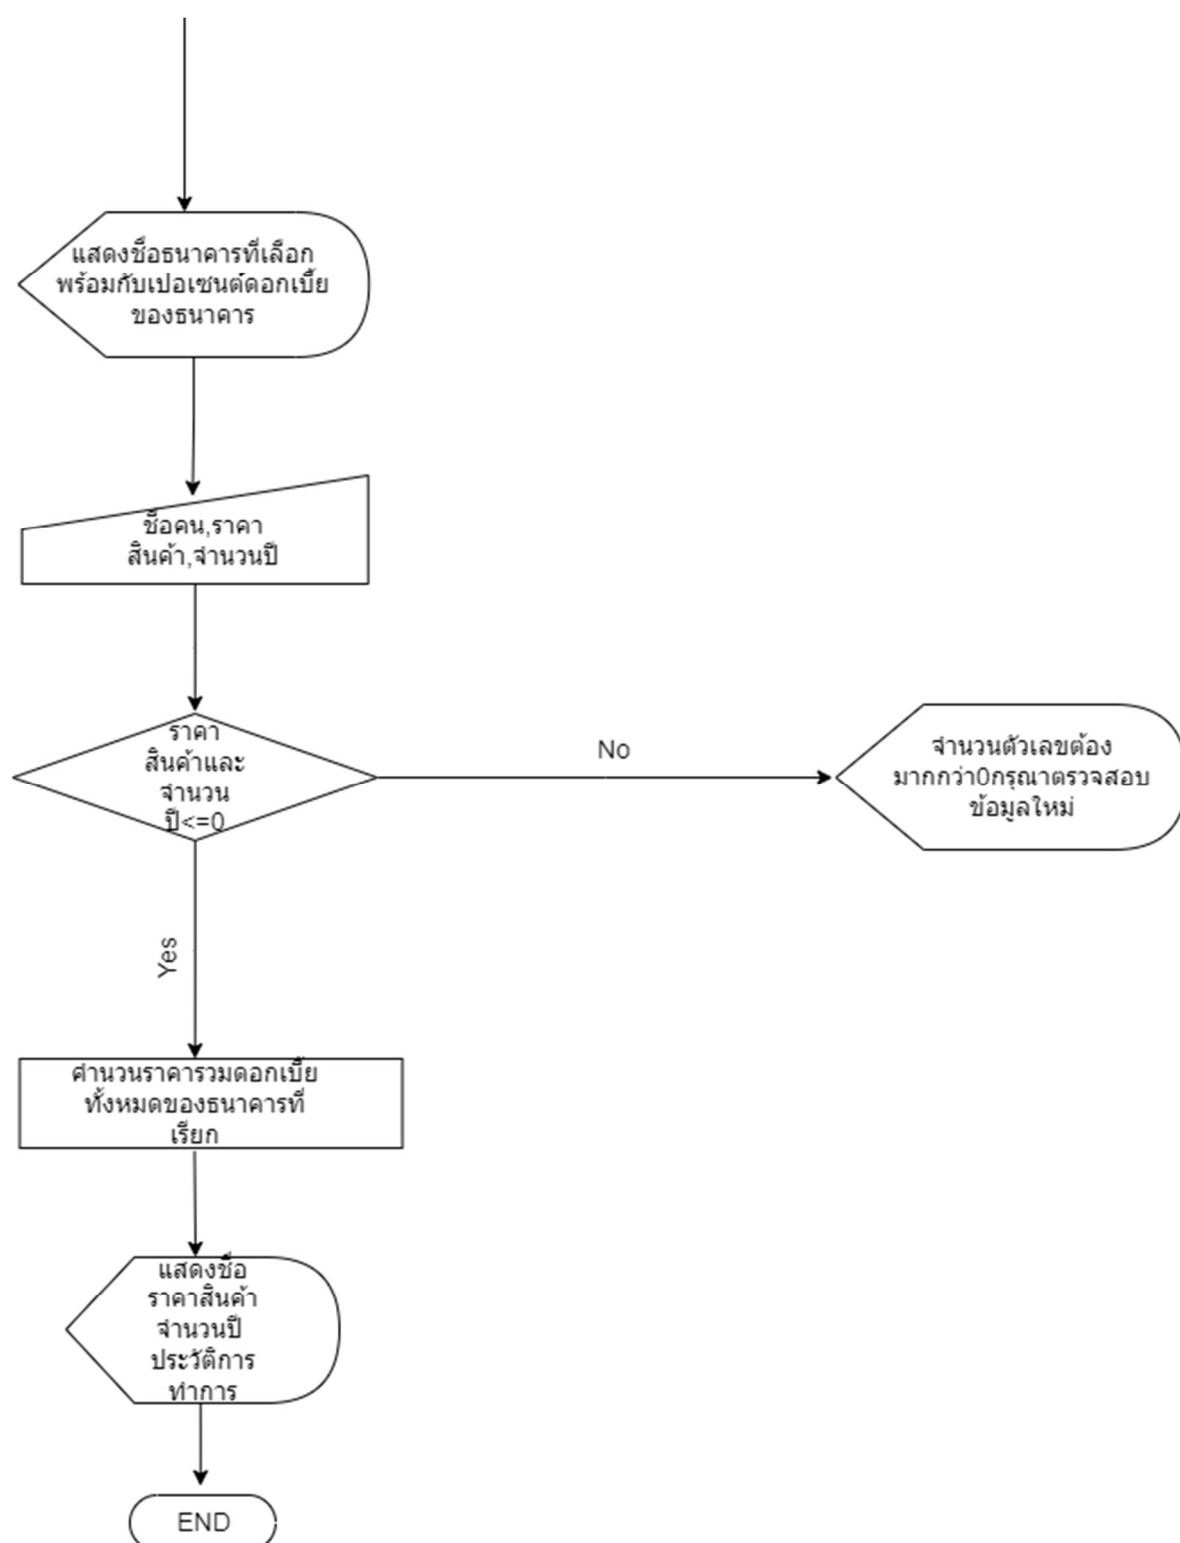 แสดงชื่อธนาคารที่เลือก
พร้อมกับเปอเซนต์ดอกเบี้ย
ของธนาคาร
ชื่อคน,ราคา
สินค้า,จำนวนปี
ราคา
สินค้าและ
จำนวน
ปี<=0
No
จำนวนตัวเลขต้อง
มากกว่า0กรุณาตรวจสอบ
ข้อมูลใหม่
Yes
คำนวนราคารวมดอกเบี้ย
ทั้งหมดของธนาคารที่
เรียก
แสดงชื่อ
ราคาสินค้า
จำนวนปี
ประวัติการ
ทำการ
END